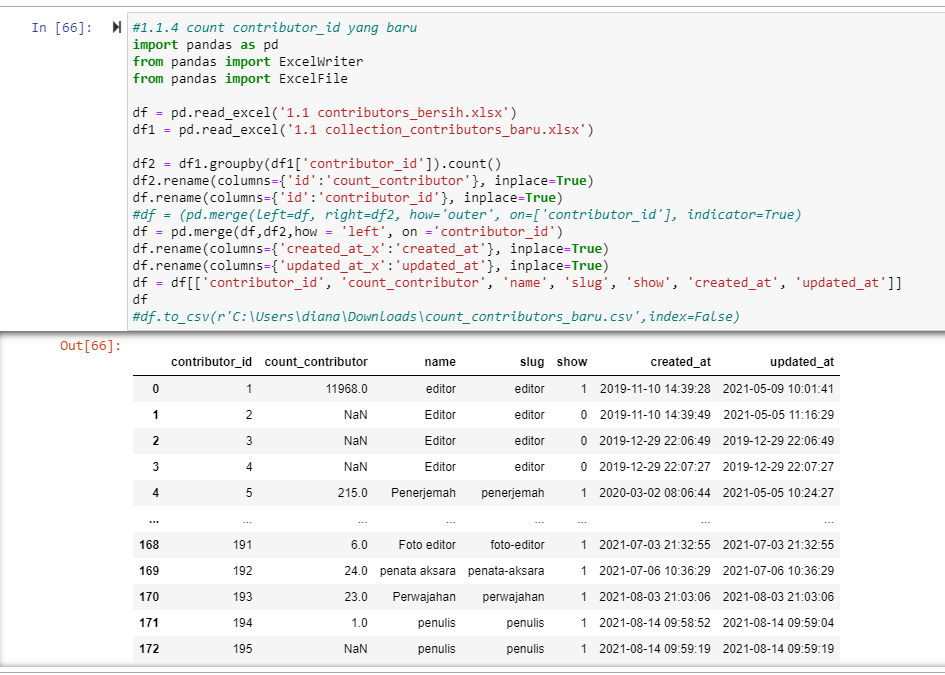 In [66]:
#1.1.4 count contributor_id yang baru
import pandas as pd
from pandas import ExcelWriter
from pandas import ExcelFile
df = pd.read_excel('1.1 contributors_bersih.xlsx')
df1 = pd.read_excel('1.1 collection_contributors_baru.xlsx')
df2 = df1.groupby(df1['contributor_id']).count()
df2.rename(columns={'id':'count_contributor'}, inplace=True)
df.rename(columns={'id':'contributor_id'}, inplace=True)
#df = (pd.merge(left=df, right=df2, how='outer', on=['contributor_id'], indicator=True)
df = pd.merge(df,df2,how = 'left', on ='contributor_id')
df.rename(columns={'created_at_x':'created_at'}, inplace=True)
df.rename(columns={'updated_at_x':'updated_at'}, inplace=True)
df = df[['contributor_id', 'count_contributor', 'name', 'slug', 'show', 'created_at', 'updated_at']]
df
#df.to_csv(r'C:\Users\diana\Downloads\count_contributors_baru.csv',index=False)
Out[66]:
contributor_id count_contributor name slug show created_at updated_at
0 1 11968.0 editor editor 1 2019-11-10 14:39:28 2021-05-09 10:01:41
1 2 NaN Editor editor 0 2019-11-10 14:39:49 2021-05-05 11:16:29
2 3 NaN Editor editor 0 2019-12-29 22:06:49 2019-12-29 22:06:49
3 4 NaN Editor editor 0 2019-12-29 22:07:27 2019-12-29 22:07:27
4 5 215.0 Penerjemah penerjemah 1 2020-03-02 08:06:44 2021-05-05 10:24:27
... ... ... ... ... ... ... ...
168 191 6.0 Foto editor foto-editor 1 2021-07-03 21:32:55 2021-07-03 21:32:55
169 192 24.0 penata aksara penata-aksara 1 2021-07-06 10:36:29 2021-07-06 10:36:29
170 193 23.0 Perwajahan perwajahan 1 2021-08-03 21:03:06 2021-08-03 21:03:06
171 194 1.0 penulis penulis 1 2021-08-14 09:58:52 2021-08-14 09:59:04
172 195 NaN penulis penulis 1 2021-08-14 09:59:19 2021-08-14 09:59:19